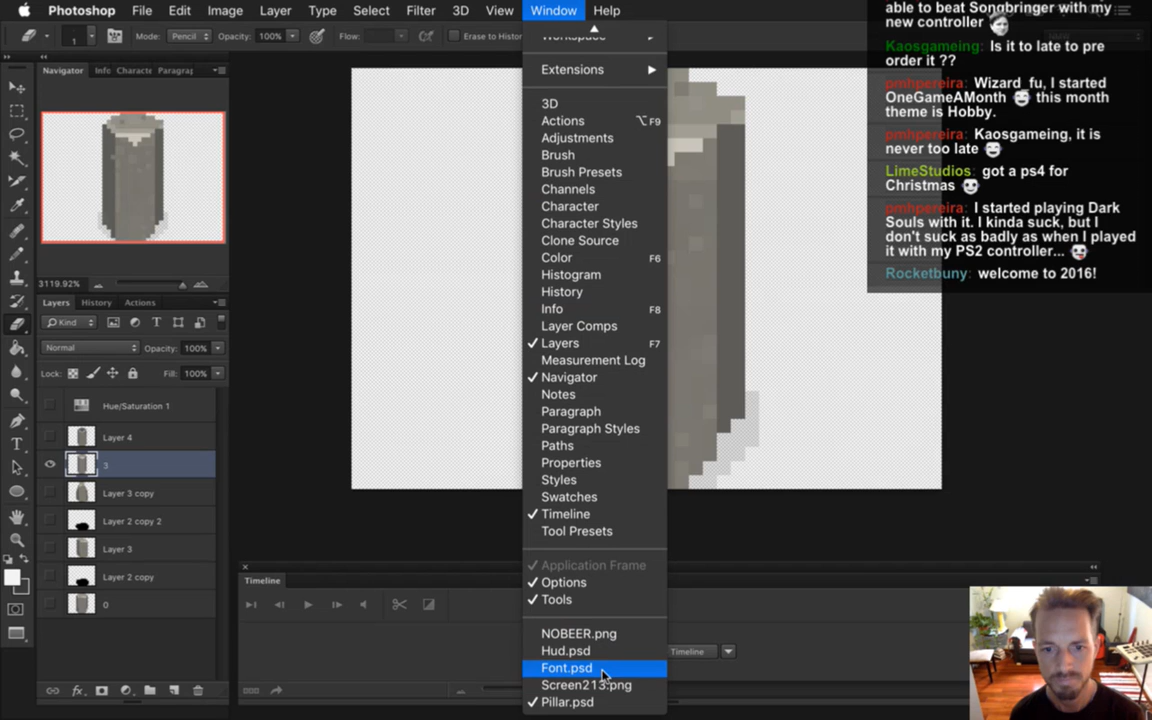 Photoshop File Edit Image Layer Type Select Filter 3D View Window Help
1 Mode: Pencil Opacity: 100% Flow: Erase to History
Navigator Info Characte Paragraf
3119.92%
Layers History Actions
Kind
Normal Opacity: 100%
Lock: Fill: 100%
Hue/Saturation 1
Layer 4
3
Layer 3 copy
Layer 2 copy 2
Layer 3
Layer 2 copy
0
Extensions
3D
Actions ⌥F9
Adjustments
Brush
Brush Presets
Channels
Character
Character Styles
Clone Source
Color F6
Histogram
History
Info F8
Layer Comps
Layers F7
Measurement Log
Navigator
Notes
Paragraph
Paragraph Styles
Paths
Properties
Styles
Swatches
Timeline
Tool Presets
Application Frame
Options
Tools
NOBEER.png
Hud.psd
Font.psd
Screen213.png
Pillar.psd
Timeline
Timeline
able to beat Songbringer with my
new controller
Kaosgameing: Is it to late to pre
order it ??
pmhpereira: Wizard_fu, I started
OneGameAMonth this month
theme is Hobby.
pmhpereira: Kaosgameing, it is
never too late
LimeStudios: got a ps4 for
Christmas
pmhpereira: I started playing Dark
Souls with it. I kinda suck, but I
don't suck as badly as when I played
it with my PS2 controller...
Rocketbuny: welcome to 2016!